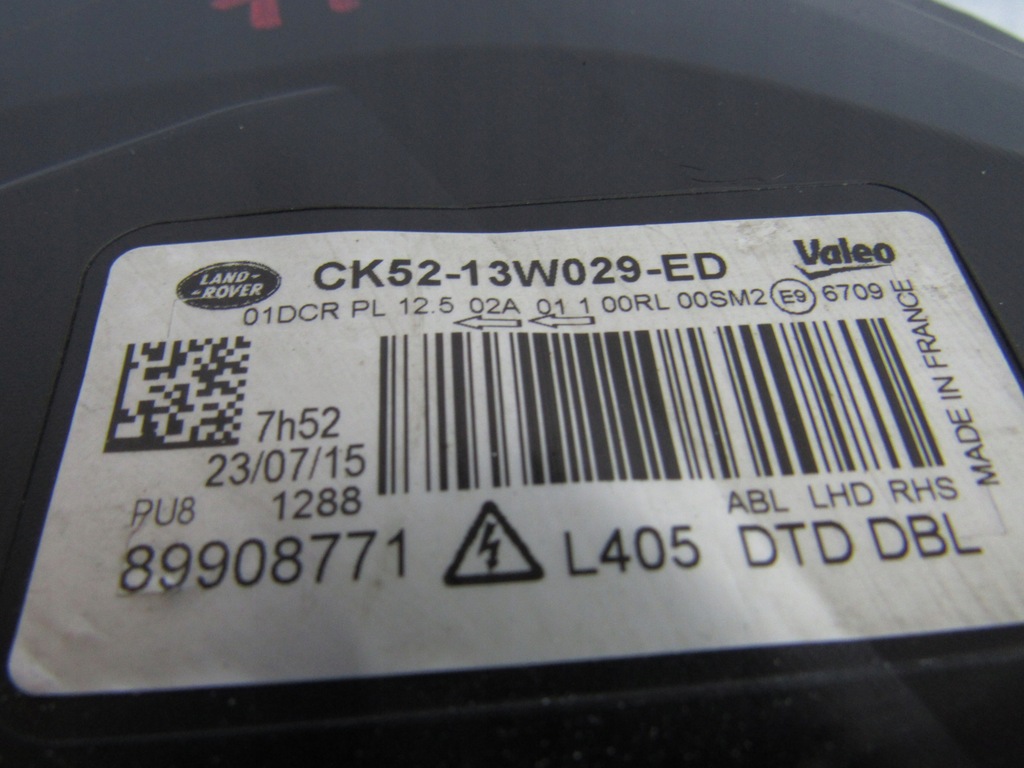 LAND-
-ROVER
CK52-13W029-ED
Valeo
01DCR PL 12.5 02A 01 1 00RL 00SM2 E9 6709
MADE IN FRANCE
7h52
23/07/15
PU8 1288
ABL LHD RHS
89908771 L405 DTD DBL